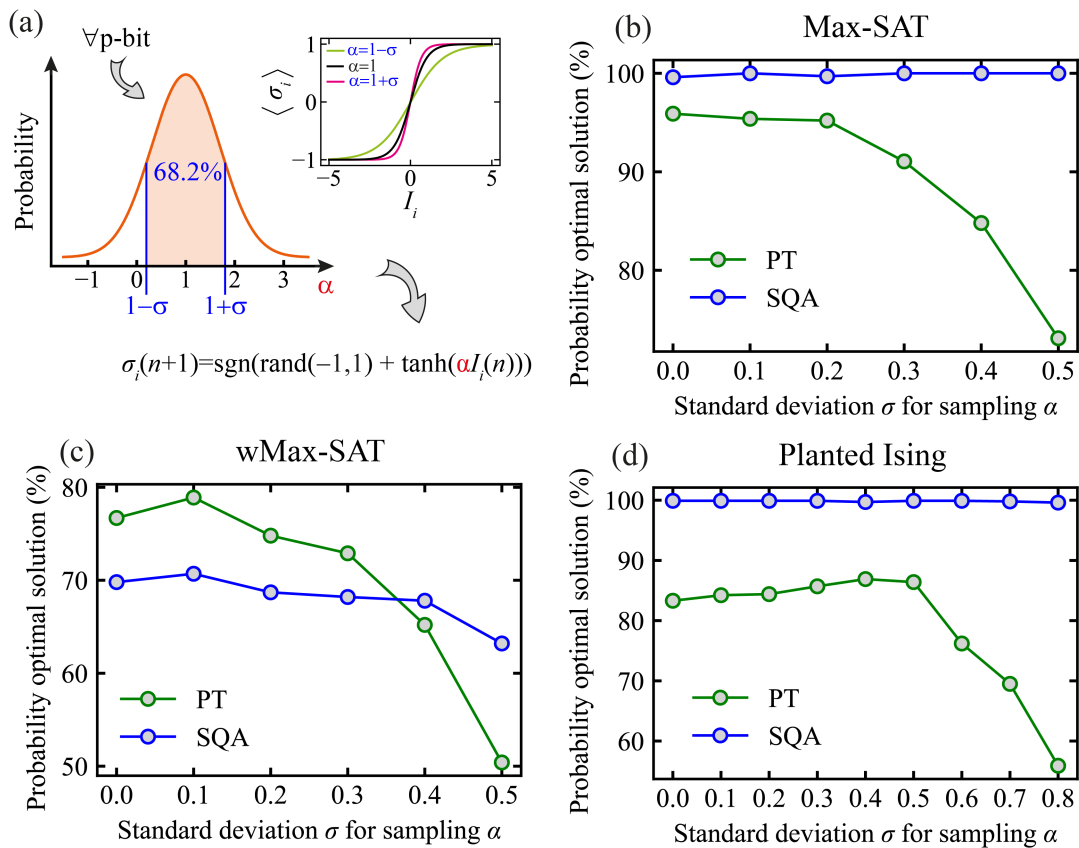 (a)
∀p-bit
Probability
68.2%
−1
0
1
2
3
α
1−σ
1+σ
α=1−σ
α=1
α=1+σ
⟨σᵢ⟩
1
0
−1
−5
0
5
Iᵢ
σᵢ(n+1)=sgn(rand(−1,1) + tanh(αIᵢ(n)))
(b)
Max-SAT
Probability optimal solution (%)
100
90
80
PT
SQA
0.0 0.1 0.2 0.3 0.4 0.5
Standard deviation σ for sampling α
(c)
wMax-SAT
Probability optimal solution (%)
80
70
60
50
PT
SQA
0.0 0.1 0.2 0.3 0.4 0.5
Standard deviation σ for sampling α
(d)
Planted Ising
Probability optimal solution (%)
100
90
80
70
60
PT
SQA
0.0 0.1 0.2 0.3 0.4 0.5 0.6 0.7 0.8
Standard deviation σ for sampling α